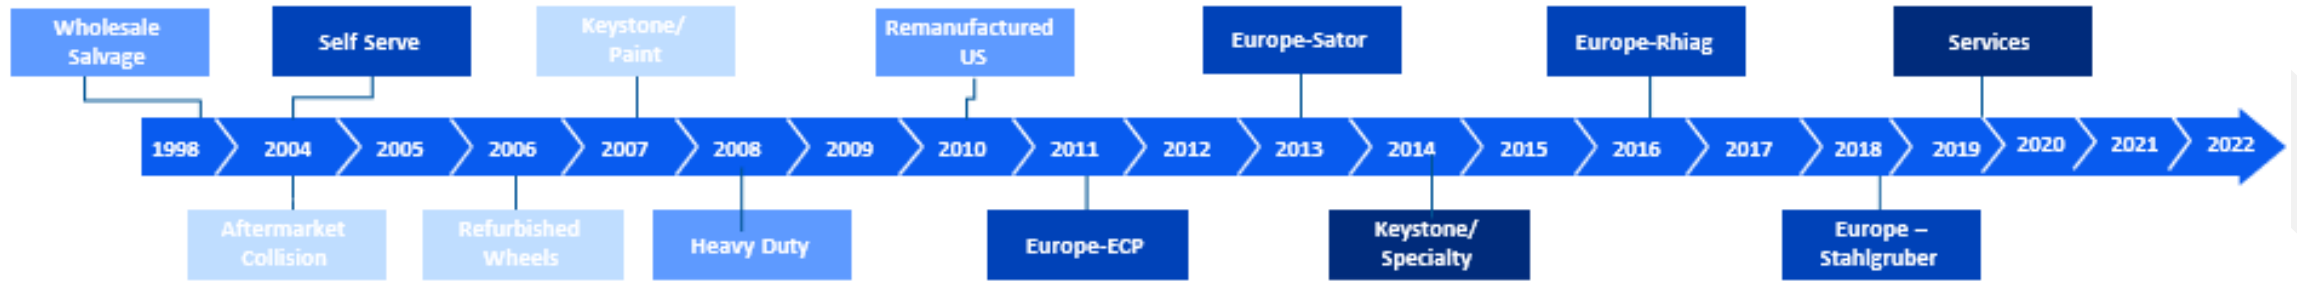 Wholesale
Salvage
Self Serve
Keystone/
Paint
Remanufactured
US
Europe-Sator
Europe-Rhiag
Services
1998
2004
2005
2006
2007
2008
2009
2010
2011
2012
2013
2014
2015
2016
2017
2018
2019
2020
2021
2022
Aftermarket
Collision
Refurbished
Wheels
Heavy Duty
Europe-ECP
Keystone/
Specialty
Europe –
Stahlgruber